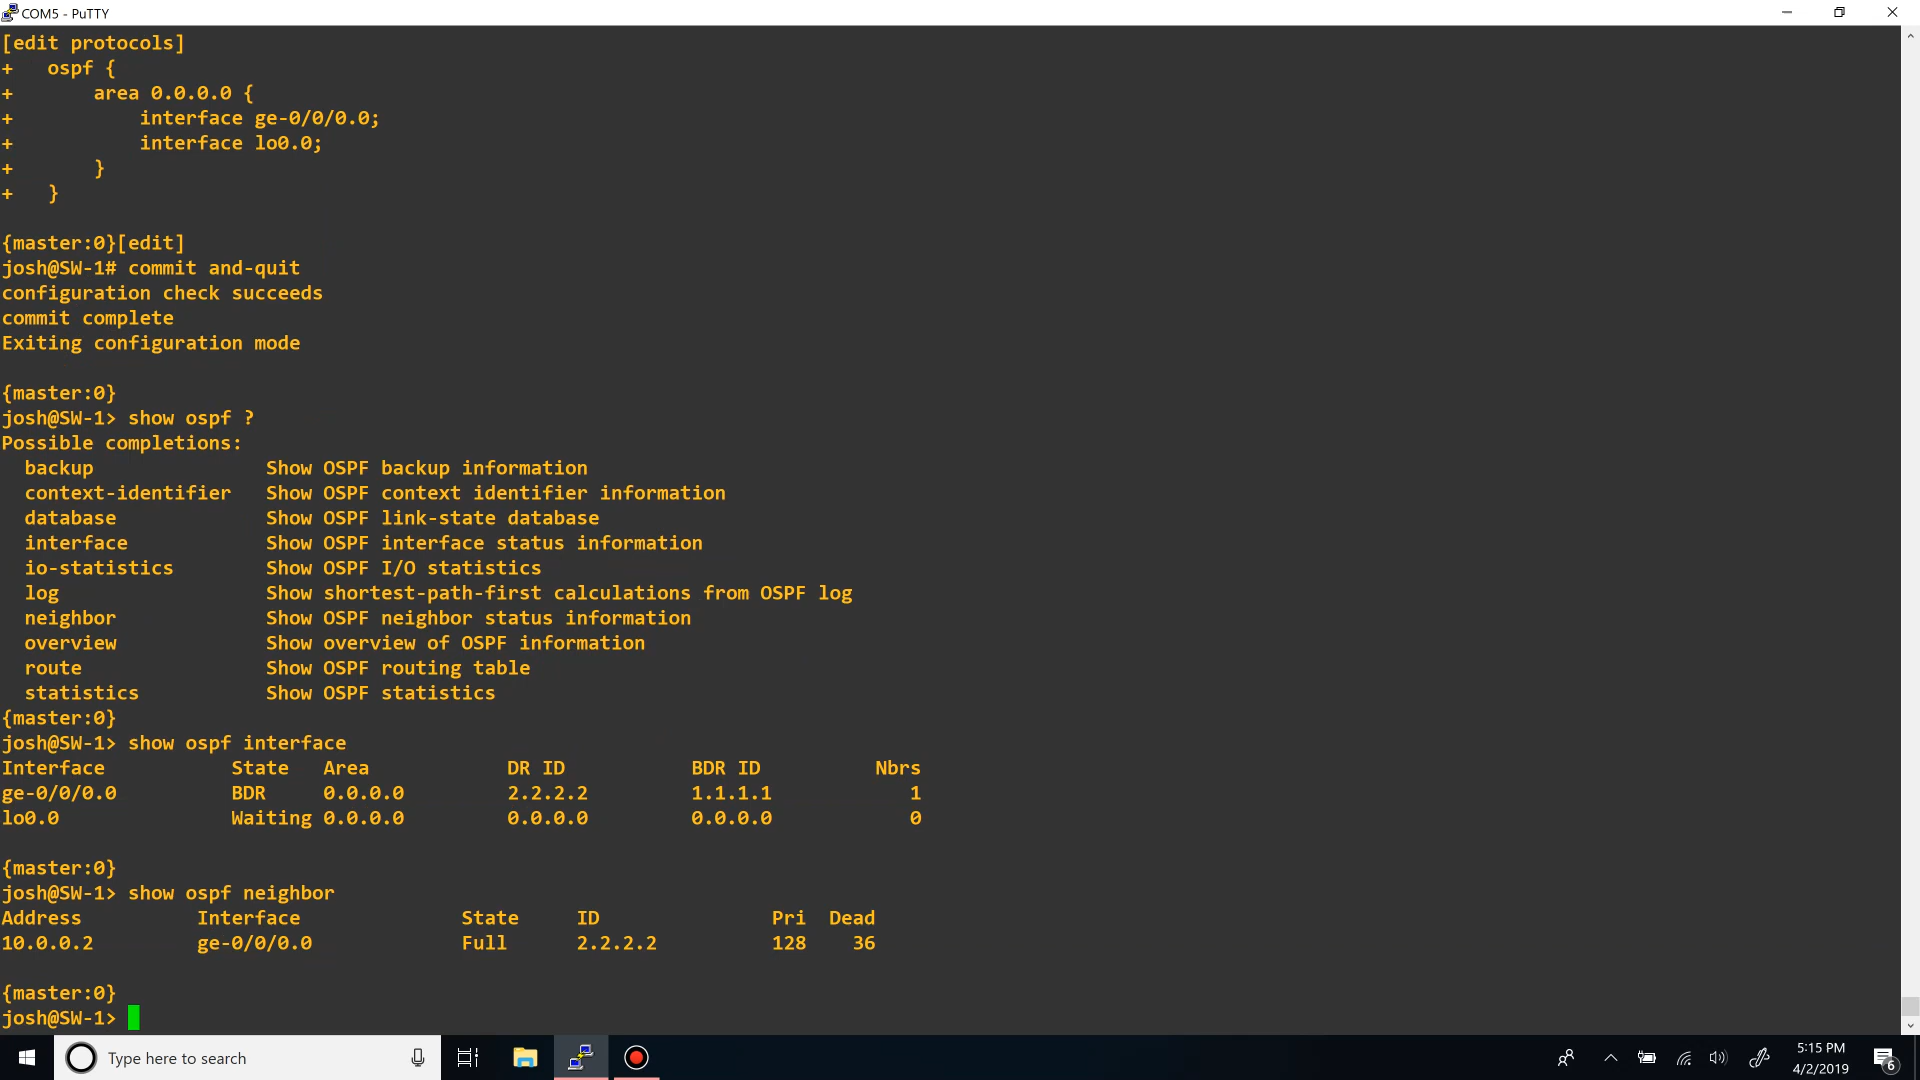 COM5 - PuTTY
[edit protocols]
+   ospf {
+       area 0.0.0.0 {
+           interface ge-0/0/0.0;
+           interface lo0.0;
+       }
+   }
{master:0}[edit]
josh@SW-1# commit and-quit
configuration check succeeds
commit complete
Exiting configuration mode
{master:0}
josh@SW-1> show ospf ?
Possible completions:
  backup               Show OSPF backup information
  context-identifier   Show OSPF context identifier information
  database             Show OSPF link-state database
  interface            Show OSPF interface status information
  io-statistics        Show OSPF I/O statistics
  log                  Show shortest-path-first calculations from OSPF log
  neighbor             Show OSPF neighbor status information
  overview             Show overview of OSPF information
  route                Show OSPF routing table
  statistics           Show OSPF statistics
{master:0}
josh@SW-1> show ospf interface
Interface           State   Area            DR ID           BDR ID          Nbrs
ge-0/0/0.0          BDR     0.0.0.0         2.2.2.2         1.1.1.1            1
lo0.0               Waiting 0.0.0.0         0.0.0.0         0.0.0.0            0
{master:0}
josh@SW-1> show ospf neighbor
Address          Interface              State     ID               Pri  Dead
10.0.0.2         ge-0/0/0.0             Full      2.2.2.2          128    36
{master:0}
josh@SW-1>
Type here to search
5:15 PM
4/2/2019
6